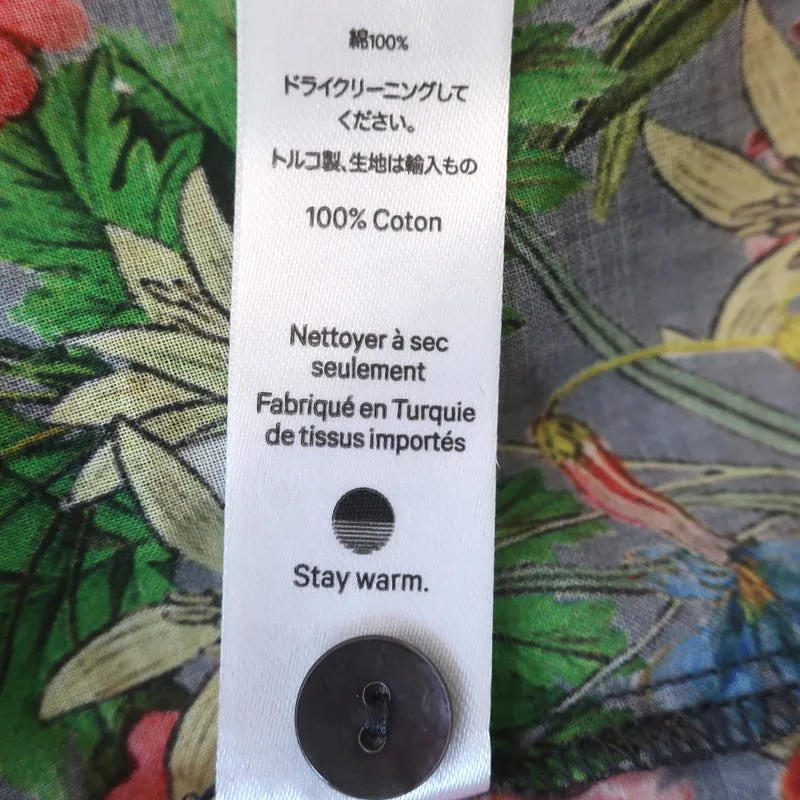 綿100%
ドライクリーニングして
ください。
トルコ製、生地は輸入もの
100% Coton
Nettoyer à sec
seulement
Fabriqué en Turquie
de tissus importés
Stay warm.